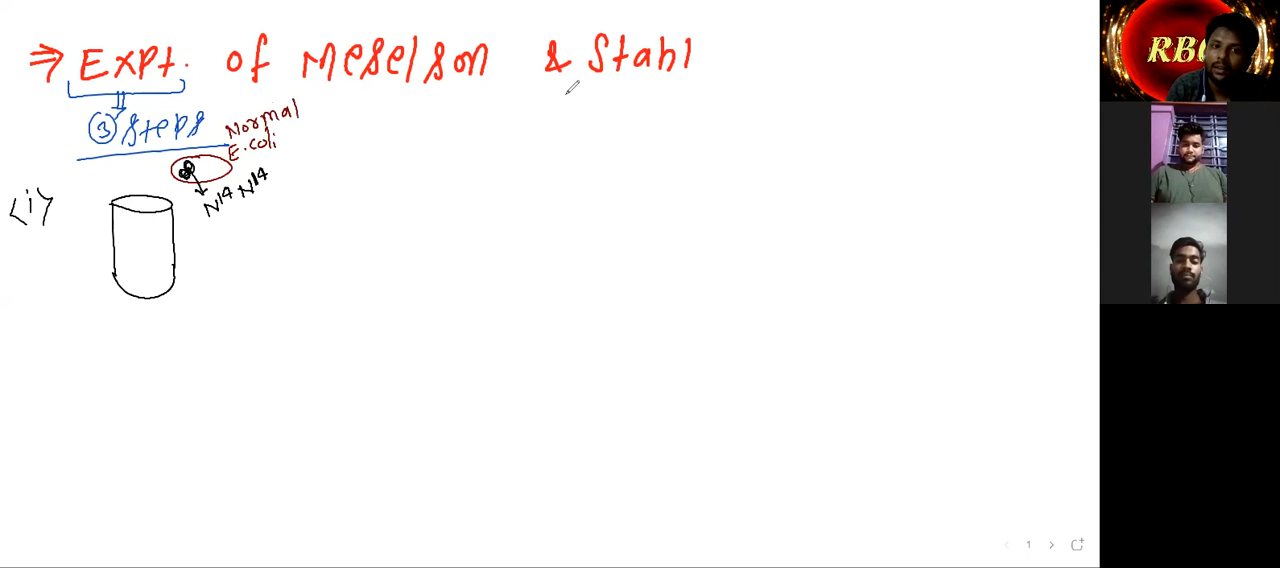 ⇒ Expt. of Meselson & Stahl
③ Steps
Normal
E.coli
N14 N14
<i>
RBC
1